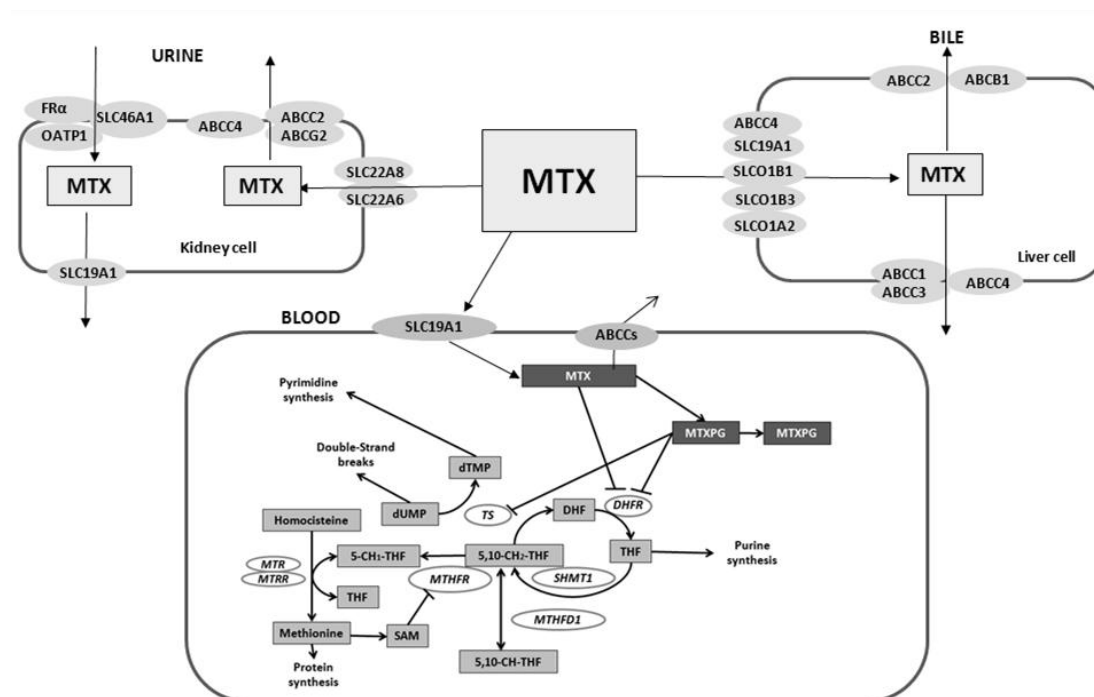 URINE
BILE
FRα
SLC46A1
OATP1
ABCC4
ABCC2
ABCG2
MTX
MTX
SLC22A8
SLC22A6
Kidney cell
SLC19A1
MTX
ABCC2
ABCB1
ABCC4
SLC19A1
SLCO1B1
SLCO1B3
SLCO1A2
MTX
Liver cell
ABCC1
ABCC3
ABCC4
BLOOD
SLC19A1
ABCCs
MTX
MTXPG
MTXPG
Pyrimidine
synthesis
Double-Strand
breaks
dTMP
dUMP
TS
DHF
DHFR
Homocisteine
5-CH₃-THF
5,10-CH₂-THF
THF
Purine
synthesis
MTR
MTRR
MTHFR
SHMT1
THF
MTHFD1
Methionine
SAM
5,10-CH-THF
Protein
synthesis